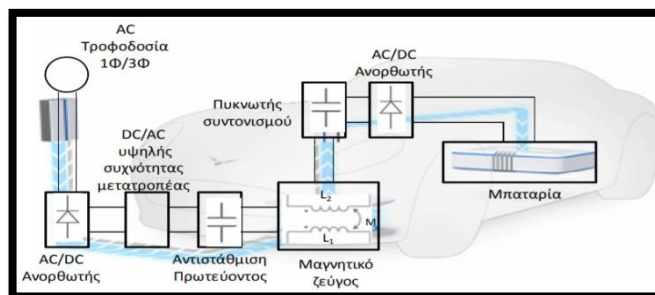 AC
Τροφοδοσία
1Φ/3Φ
AC/DC
Ανορθωτής
Πυκνωτής
συντονισμού
DC/AC
υψηλής
συχνότητας
μετατροπέας
Μπαταρία
L₂
M
L₁
AC/DC
Ανορθωτής
Αντιστάθμιση
Πρωτεύοντος
Μαγνητικό
ζεύγος